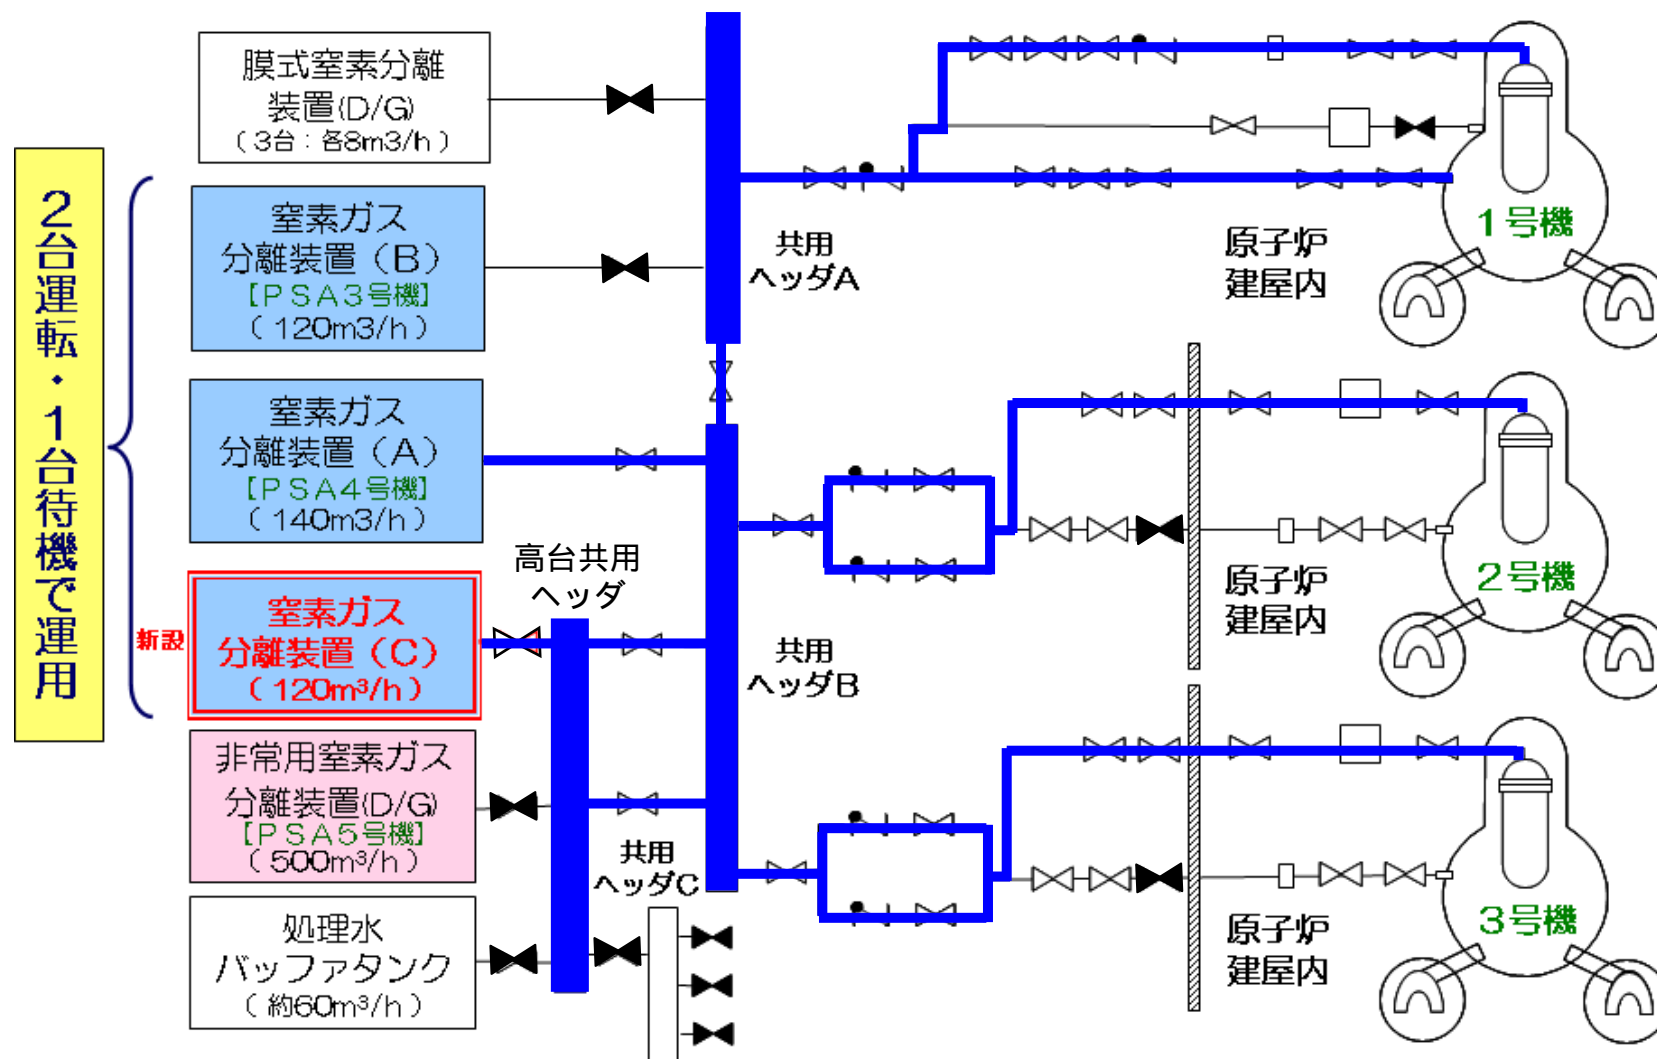 2台運転・1台待機で運用
膜式窒素分離
装置(D/G)
(3台:各8m3/h)
窒素ガス
分離装置(B)
【PSA3号機】
(120m3/h)
窒素ガス
分離装置(A)
【PSA4号機】
(140m3/h)
新設
窒素ガス
分離装置(C)
(120m³/h)
非常用窒素ガス
分離装置(D/G)
【PSA5号機】
(500m³/h)
処理水
バッファタンク
(約60m³/h)
高台共用
ヘッダ
共用
ヘッダA
共用
ヘッダB
共用
ヘッダC
原子炉
建屋内
1号機
原子炉
建屋内
2号機
原子炉
建屋内
3号機